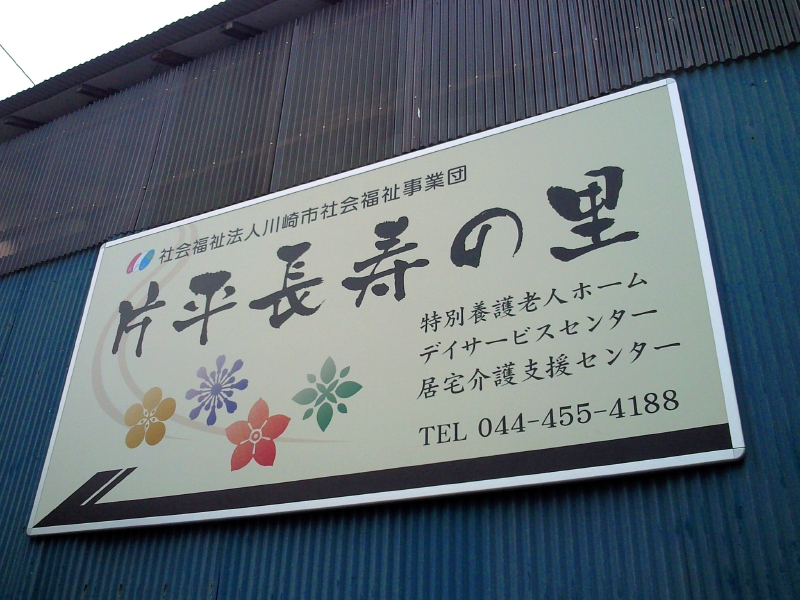 社会福祉法人川崎市社会福祉事業団
片平長寿の里
特別養護老人ホーム
デイサービスセンター
居宅介護支援センター
TEL 044-455-4188